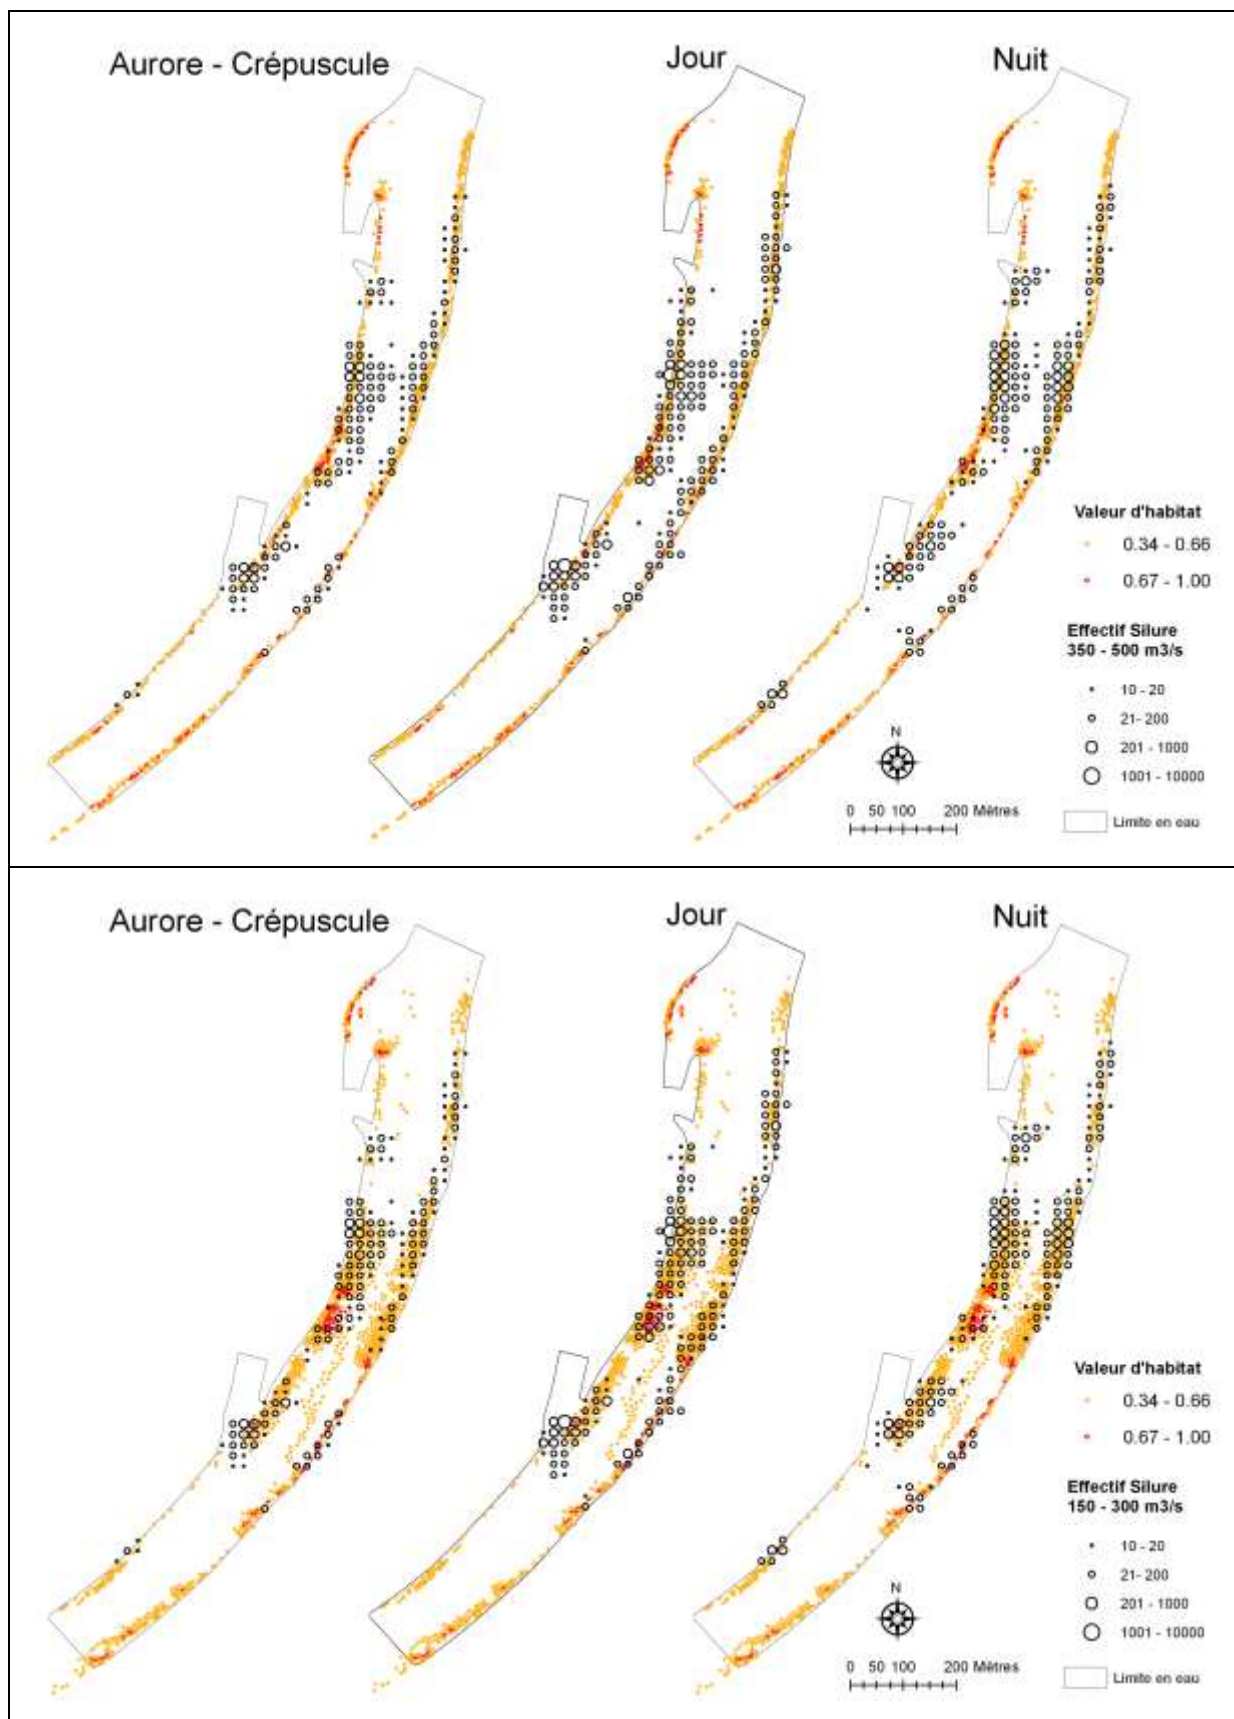 Aurore - Crépuscule
Jour
Nuit
Valeur d'habitat
0.34 - 0.66
0.67 - 1.00
Effectif Silure
350 - 500 m3/s
10 - 20
21- 200
201 - 1000
1001 - 10000
Limite en eau
N
0 50 100 200 Mètres
Aurore - Crépuscule
Jour
Nuit
Valeur d'habitat
0.34 - 0.66
0.67 - 1.00
Effectif Silure
150 - 300 m3/s
10 - 20
21- 200
201 - 1000
1001 - 10000
N
0 50 100 200 Mètres
Limite en eau